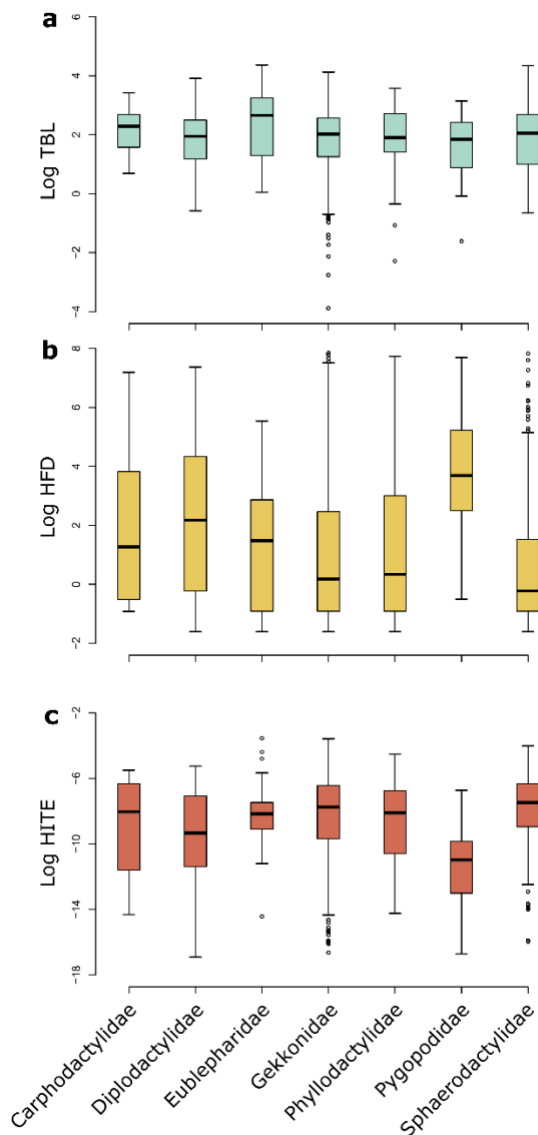 a
6
4
2
0
-2
-4
Log TBL
b
8
6
4
2
0
-2
Log HFD
c
-2
-6
-10
-14
-18
Log HITE
Carphodactylidae
Diplodactylidae
Eublepharidae
Gekkonidae
Phyllodactylidae
Pygopodidae
Sphaerodactylidae